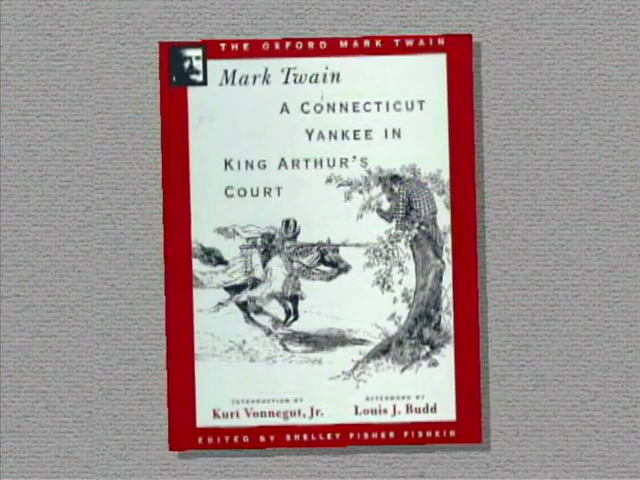 THE OXFORD MARK TWAIN
Mark Twain
A CONNECTICUT
YANKEE IN
KING ARTHUR'S
COURT
INTRODUCTION BY
Kurt Vonnegut, Jr.
AFTERWORD BY
Louis J. Budd
EDITED BY SHELLEY FISHER FISHKIN